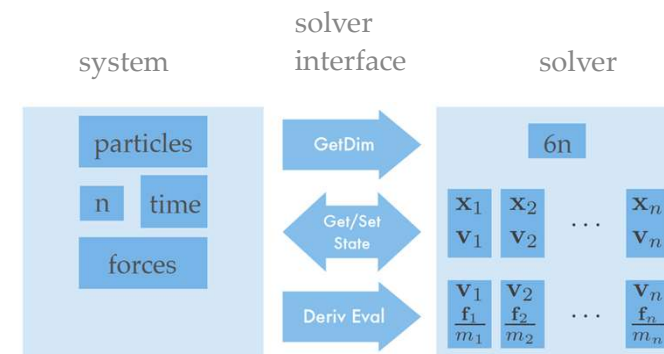 system
solver
interface
solver
particles
n
time
forces
GetDim
Get/Set
State
Deriv Eval
6n
x₁ x₂ xₙ
v₁ v₂ ... vₙ
v₁ v₂ vₙ
f₁/m₁ f₂/m₂ ... fₙ/mₙ